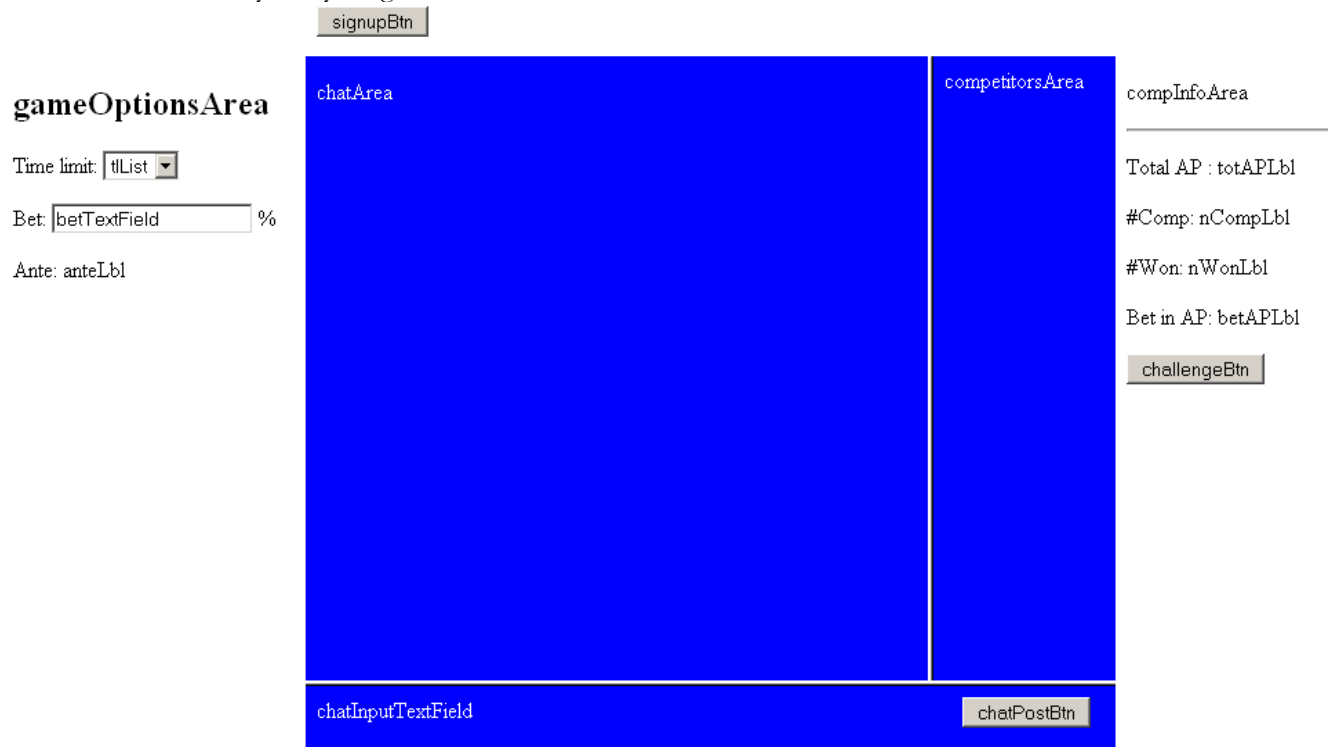 signupBtn
gameOptionsArea
Time limit: tlList
Bet: betTextField %
Ante: anteLbl
chatArea
competitorsArea
chatInputTextField
chatPostBtn
compInfoArea
Total AP : totAPLbl
#Comp: nCompLbl
#Won: nWonLbl
Bet in AP: betAPLbl
challengeBtn